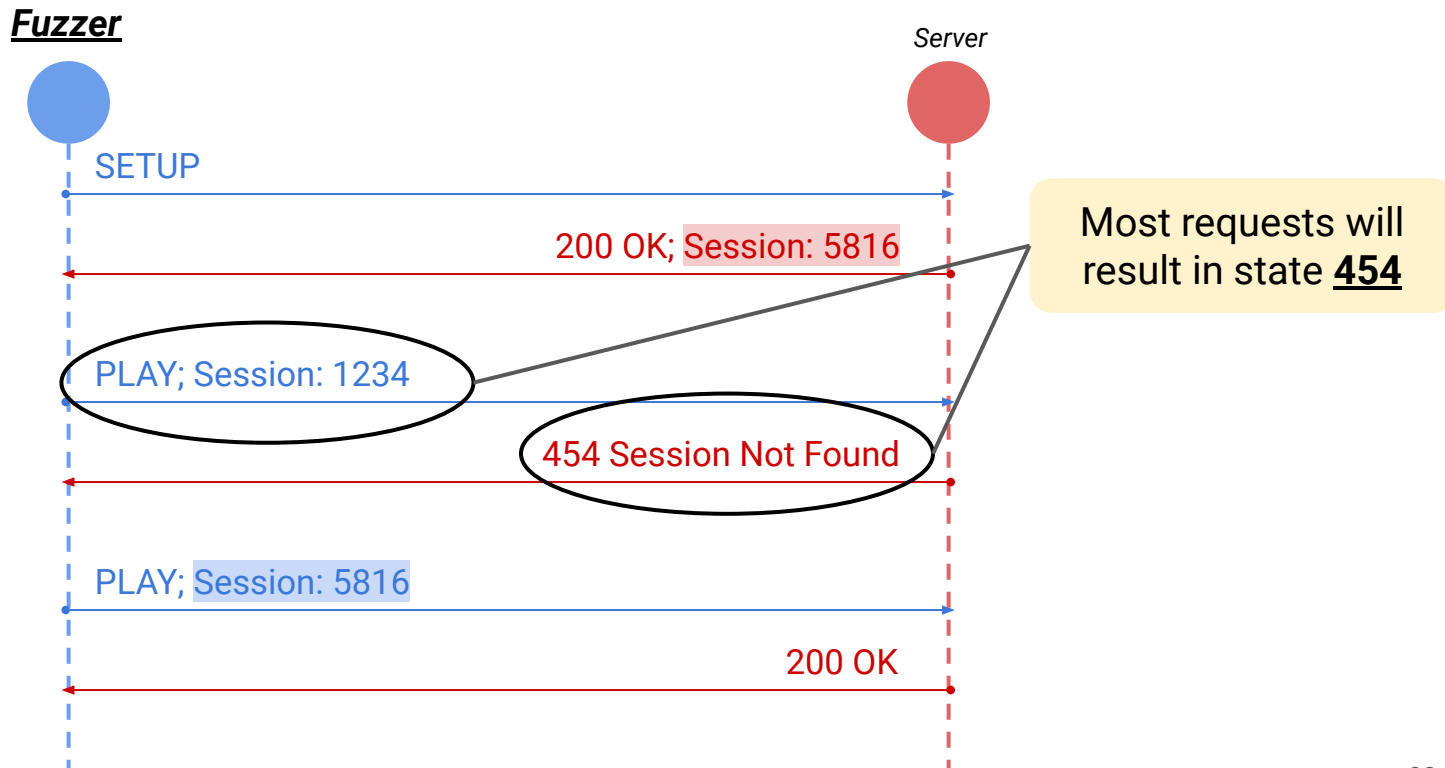 Fuzzer
Server
SETUP
200 OK; Session: 5816
Most requests will
result in state 454
PLAY; Session: 1234
454 Session Not Found
PLAY; Session: 5816
200 OK